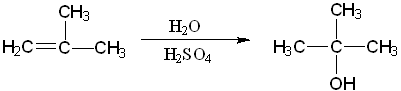 CH₃
H₂C=C CH₃
H₂O
H₂SO₄
CH₃
H₃C C CH₃
OH